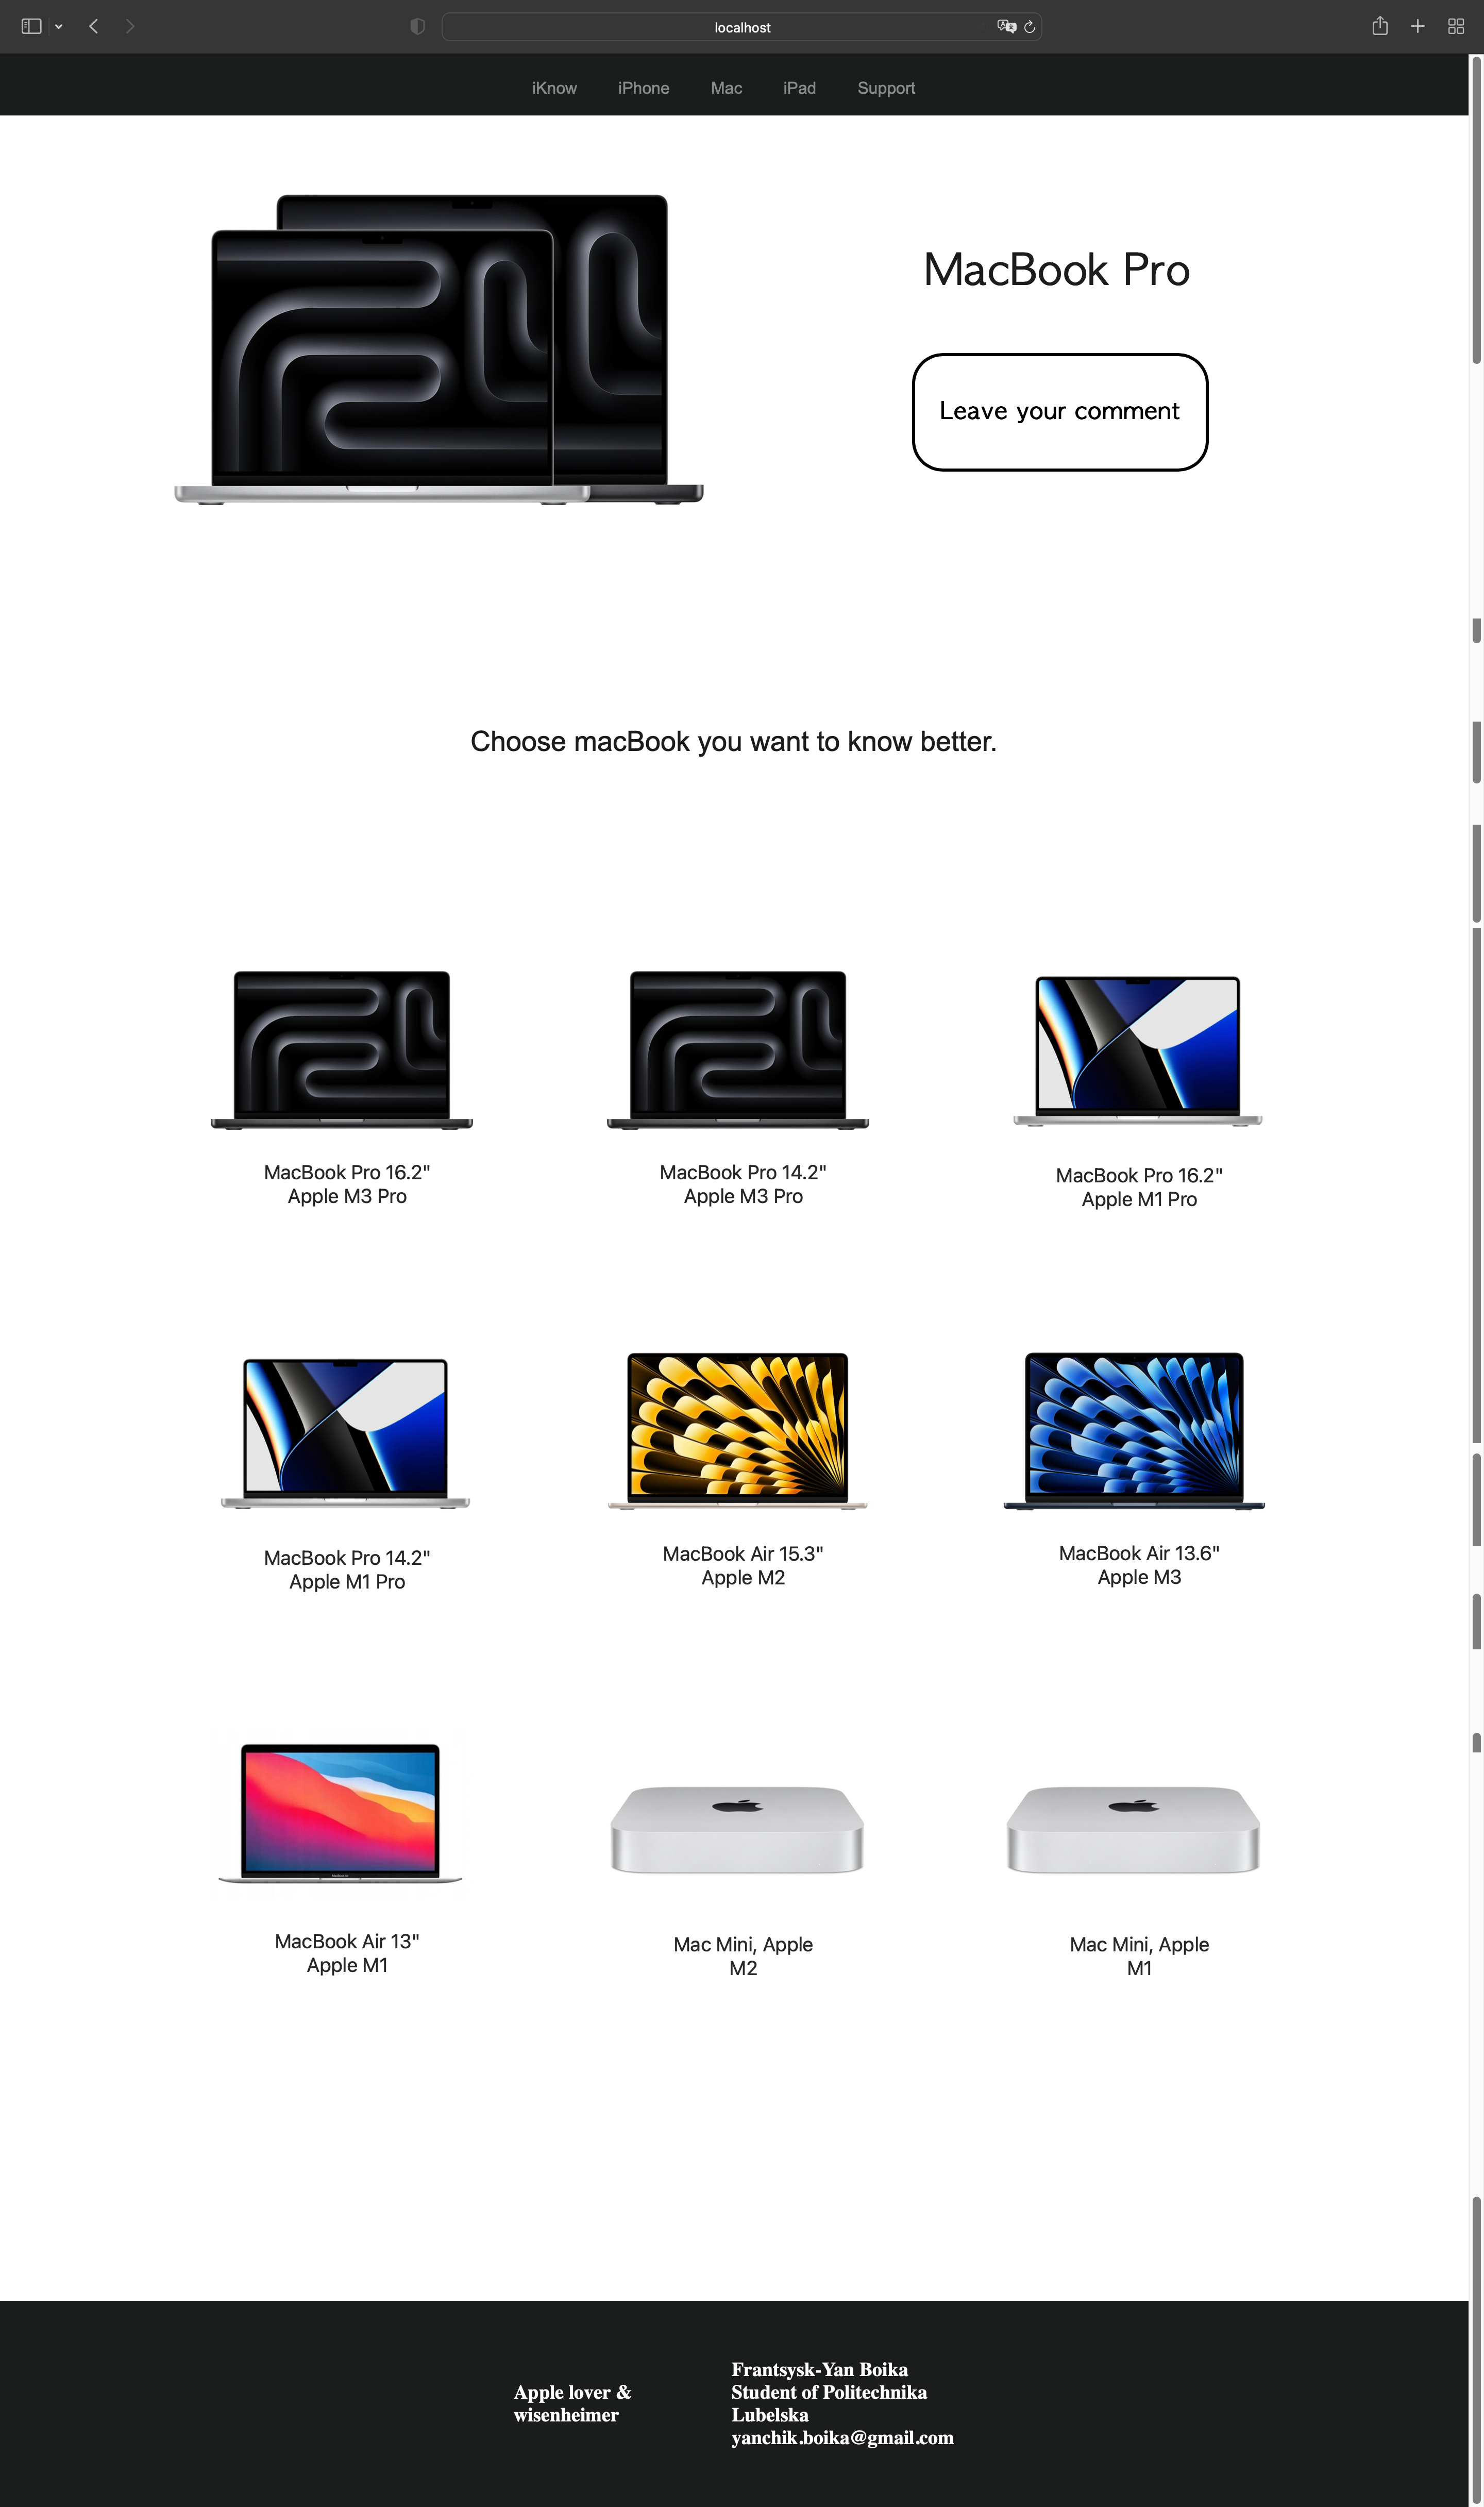 localhost
iKnow iPhone Mac iPad Support
MacBook Pro
Leave your comment
Choose macBook you want to know better.
MacBook Pro 16.2"
Apple M3 Pro
MacBook Pro 14.2"
Apple M3 Pro
MacBook Pro 16.2"
Apple M1 Pro
MacBook Pro 14.2"
Apple M1 Pro
MacBook Air 15.3"
Apple M2
MacBook Air 13.6"
Apple M3
MacBook Air 13"
Apple M1
Mac Mini, Apple
M2
Mac Mini, Apple
M1
Apple lover &
wisenheimer
Frantsysk-Yan Boika
Student of Politechnika
Lubelska
yanchik.boika@gmail.com